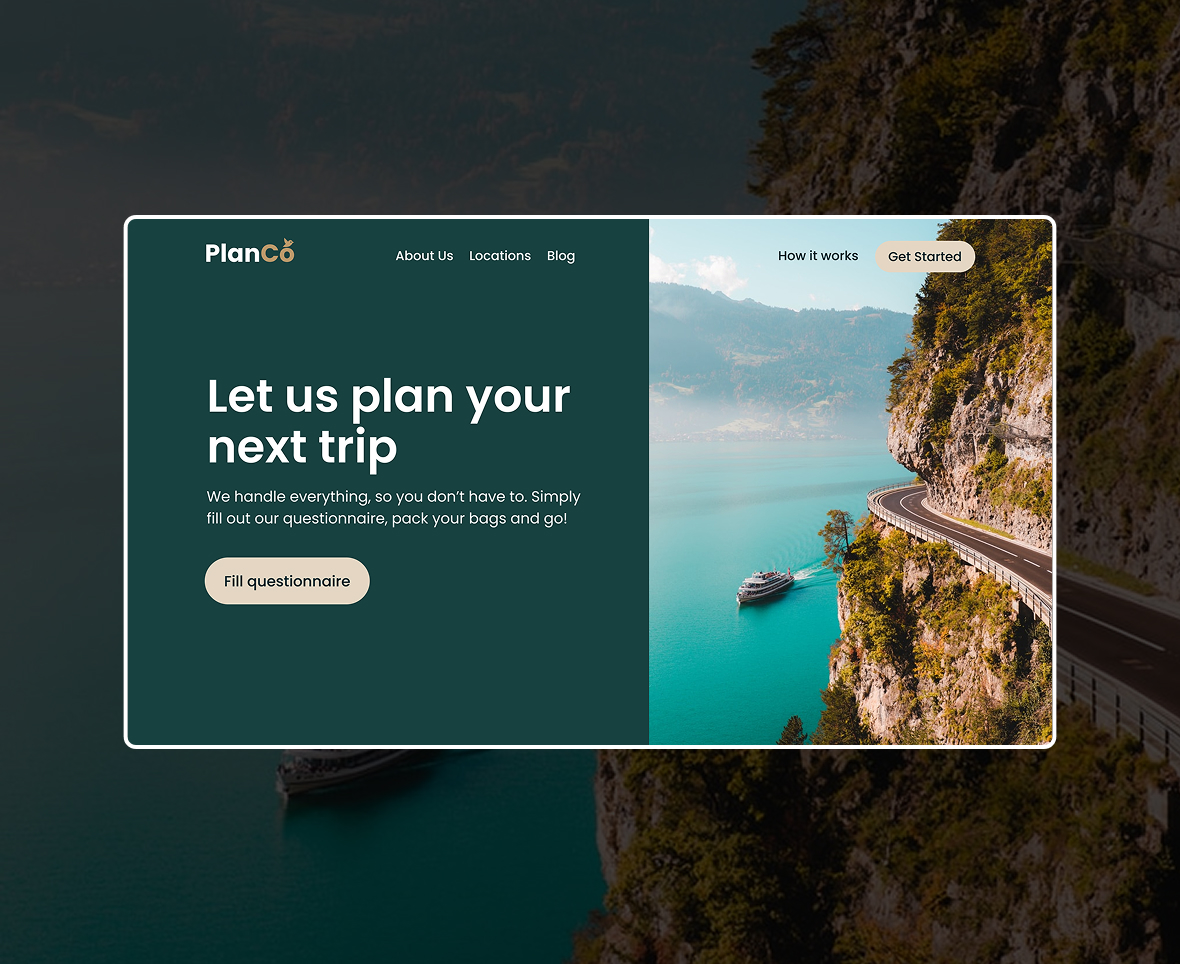 PlanCo
About Us Locations Blog
How it works Get Started
Let us plan your
next trip
We handle everything, so you don’t have to. Simply
fill out our questionnaire, pack your bags and go!
Fill questionnaire